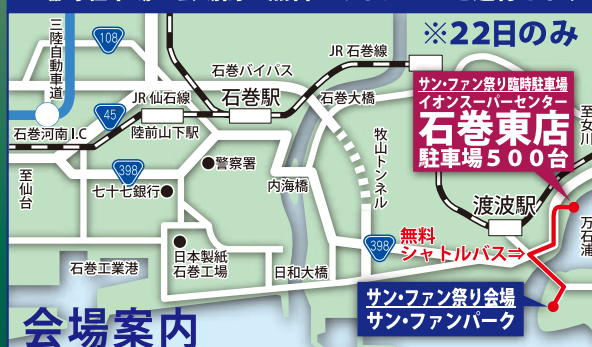 ※22日のみ
三陸自動車道
108
JR石巻線
石巻バイパス
サン・ファン祭り臨時駐車場
イオンスーパーセンター
石巻東店
駐車場500台
至女川
45
JR仙石線
石巻駅
石巻大橋
石巻河南I.C
陸前山下駅
牧山トンネル
398
警察署
至仙台
七十七銀行
内海橋
渡波駅
万石浦
398
無料
シャトルバス⇒
日本製紙
石巻工場
石巻工業港
日和大橋
サン・ファン祭り会場
サン・ファンパーク
会場案内